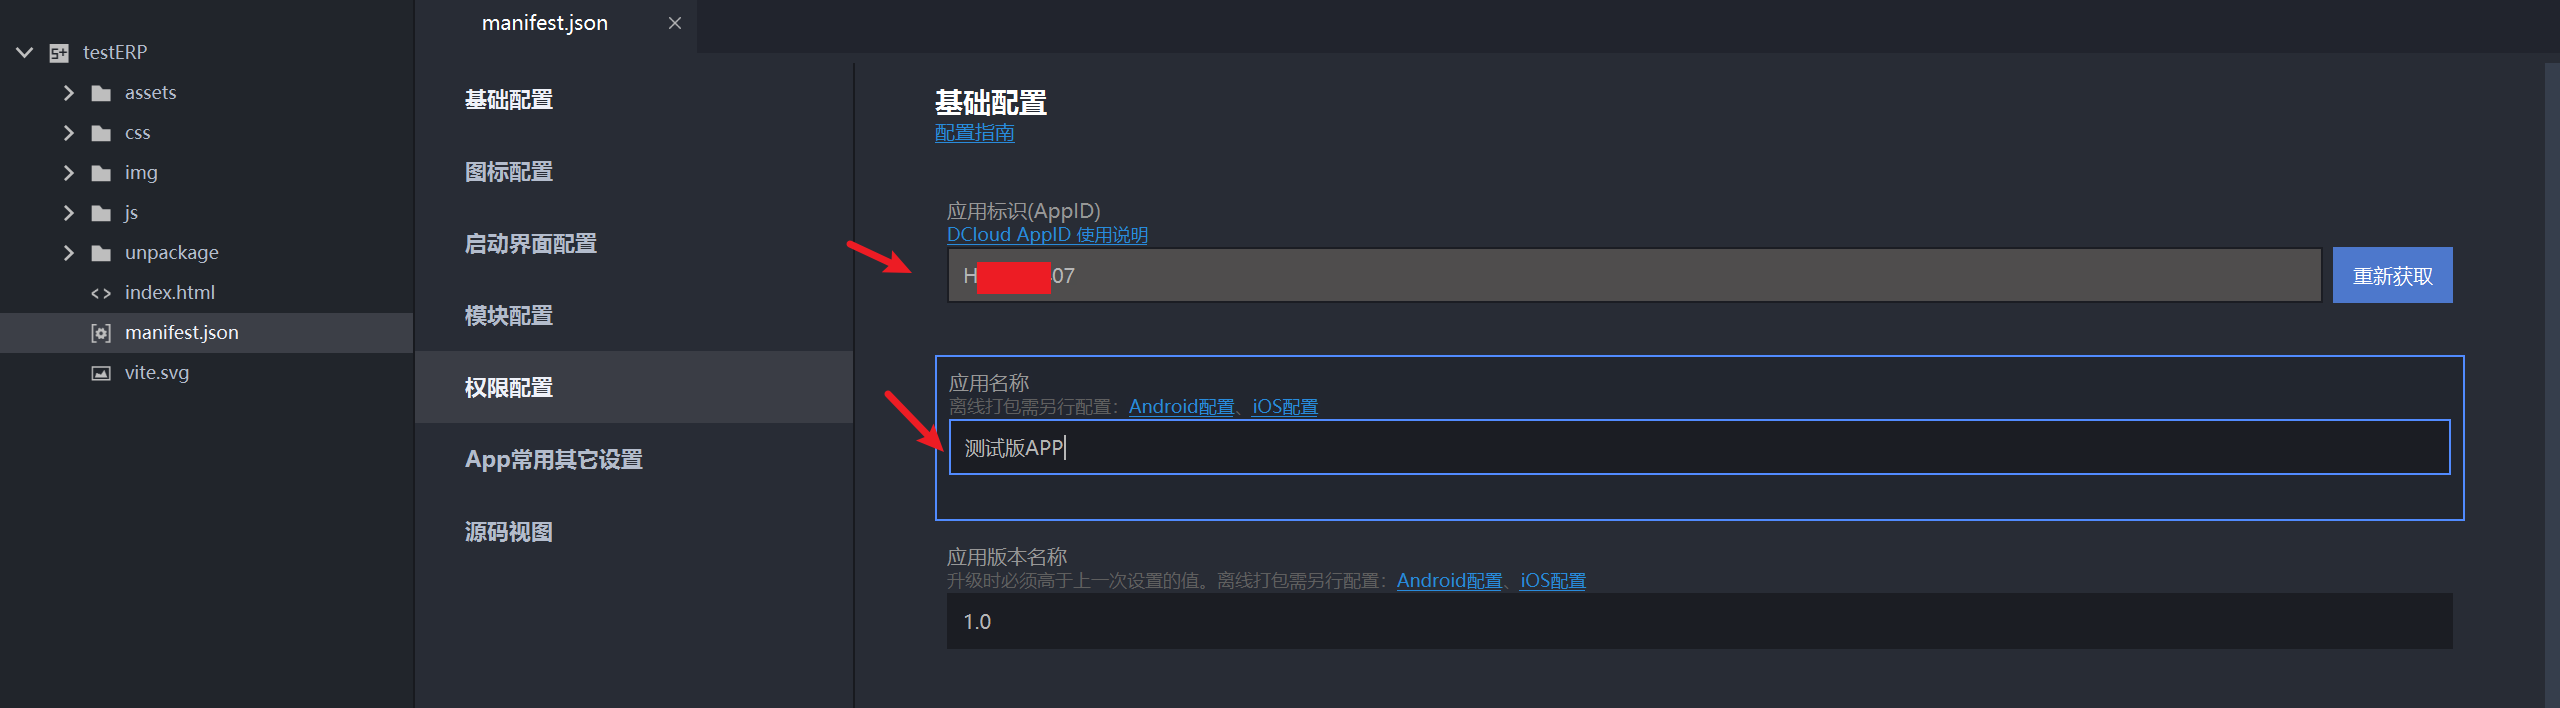 manifest.json
testERP
assets
css
img
js
unpackage
index.html
manifest.json
vite.svg
基础配置
图标配置
启动界面配置
模块配置
权限配置
App常用其它设置
源码视图
基础配置
配置指南
应用标识(AppID)
DCloud AppID 使用说明
H 07
重新获取
应用名称
离线打包需另行配置：Android配置、iOS配置
测试版APP
应用版本名称
升级时必须高于上一次设置的值。离线打包需另行配置：Android配置、iOS配置
1.0